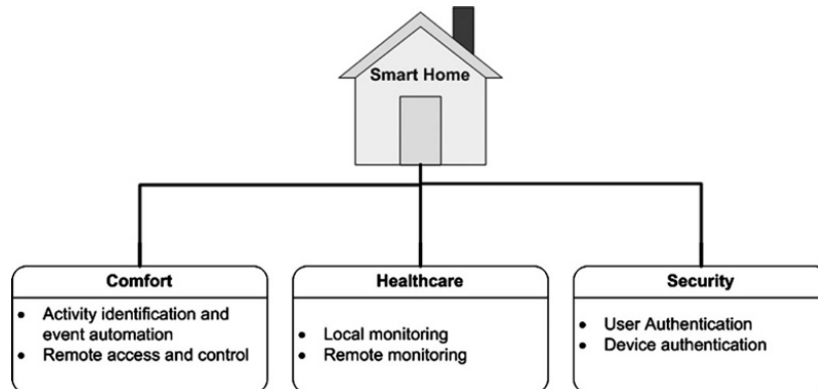 Smart Home
Comfort
• Activity identification and
event automation
• Remote access and control
Healthcare
• Local monitoring
• Remote monitoring
Security
• User Authentication
• Device authentication